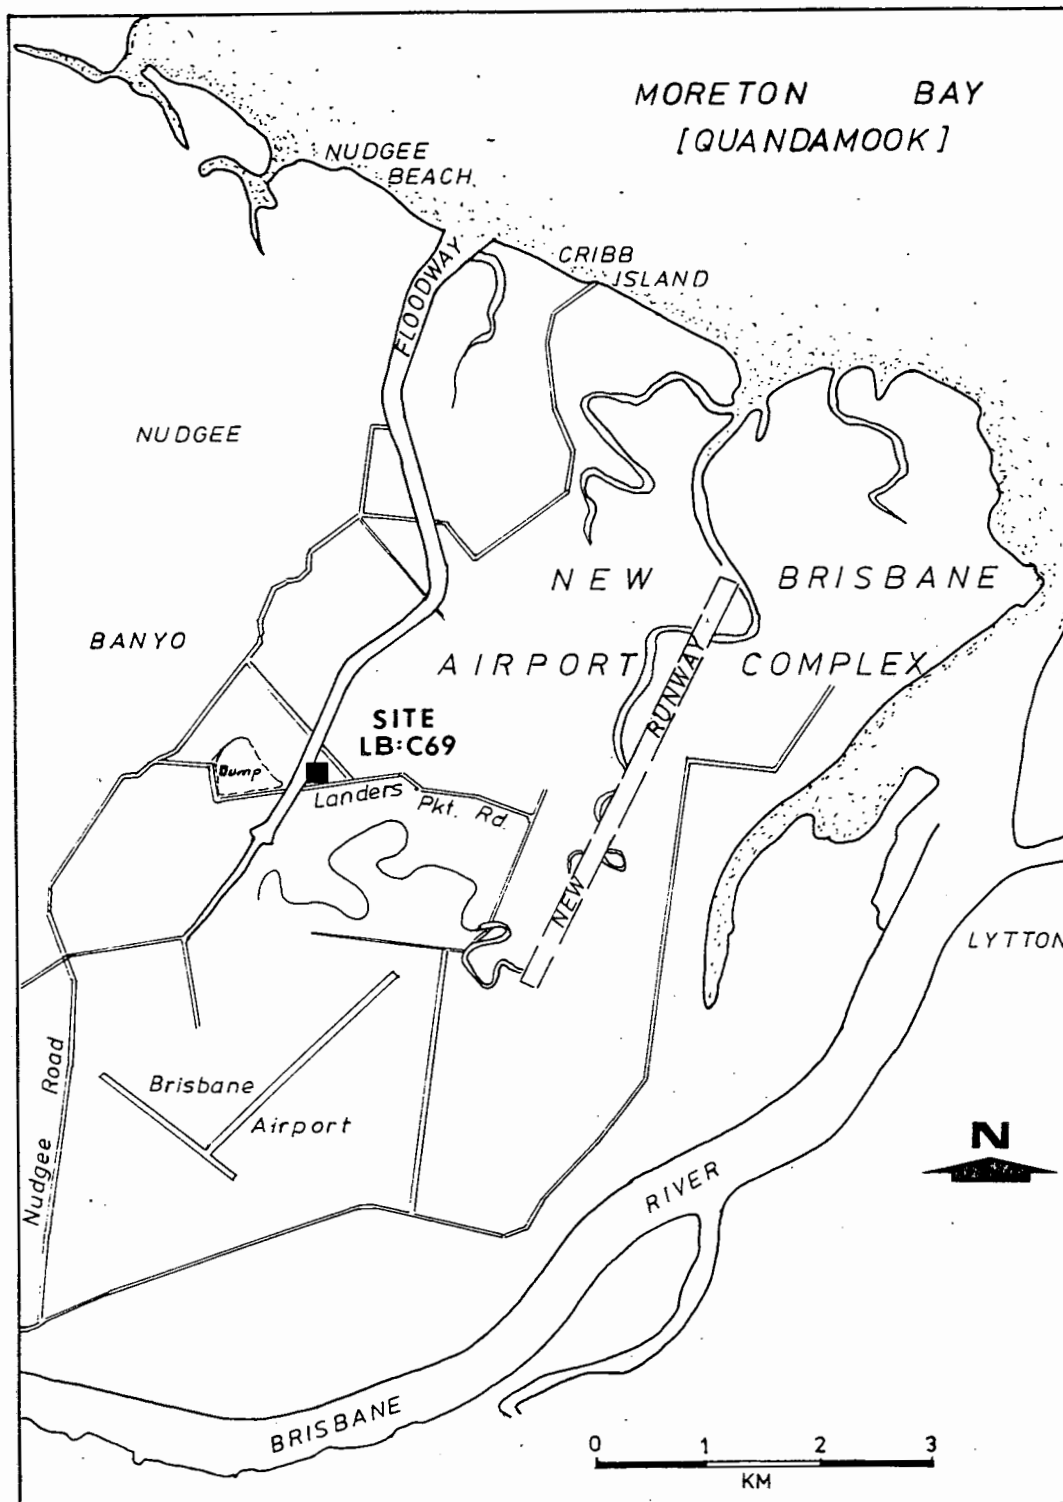 MORETON BAY
[QUANDAMOOK]
NUDGEE
BEACH
CRIBB
ISLAND
FLOODWAY
NUDGEE
NEW BRISBANE
BANYO
AIRPORT COMPLEX
RUNWAY
SITE
LB:C69
Dump
Landers Pkt. Rd.
NEW
LYTTON
Nudgee Road
Brisbane
Airport
N
RIVER
BRISBANE
0 1 2 3
KM